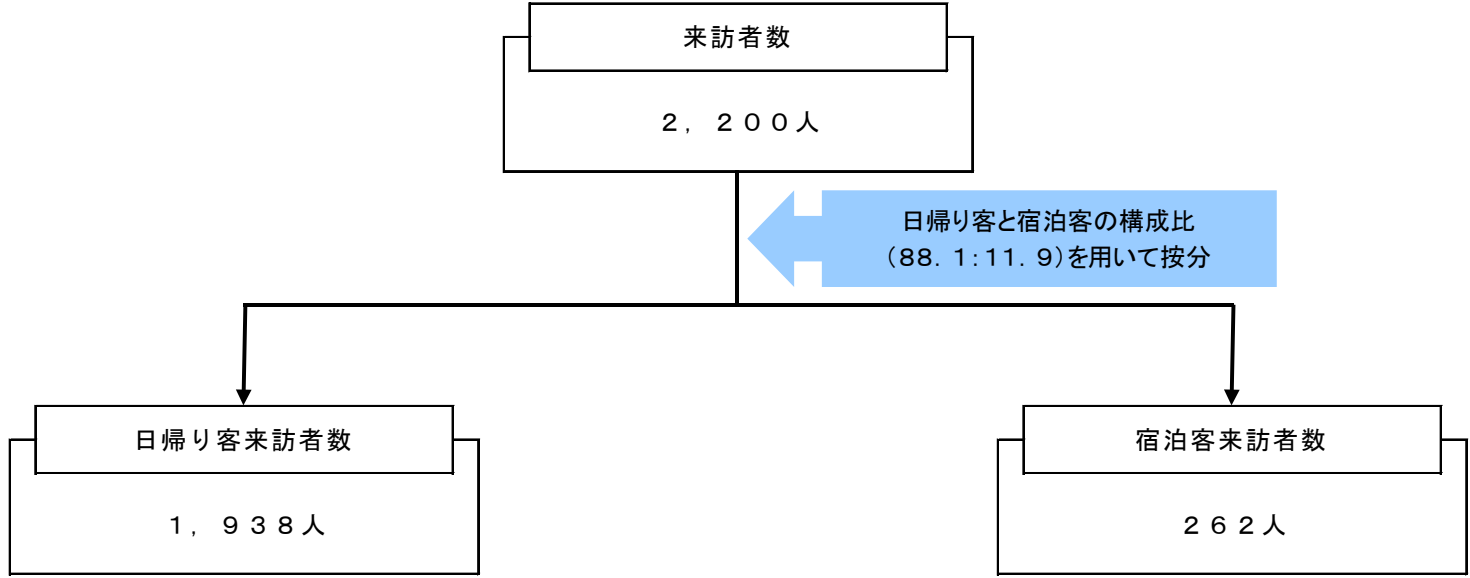 来訪者数
2,200人
日帰り客と宿泊客の構成比
(88.1:11.9)を用いて按分
日帰り客来訪者数
宿泊客来訪者数
1,938人
262人